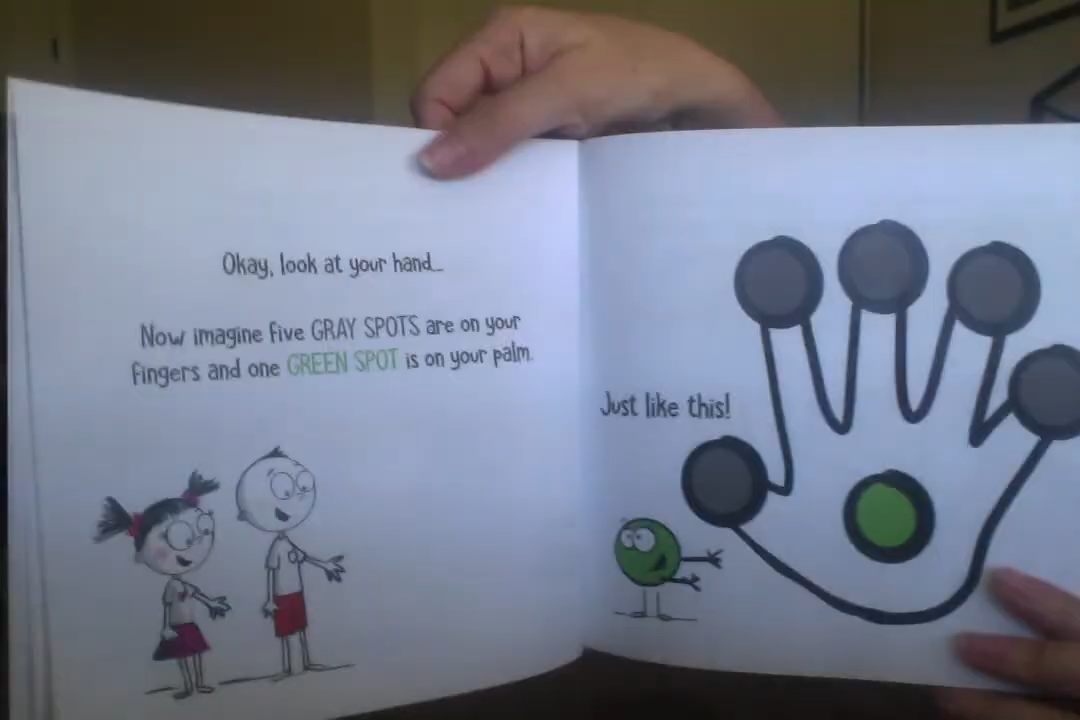 Okay, look at your hand...
Now imagine five GRAY SPOTS are on your
fingers and one GREEN SPOT is on your palm.
Just like this!